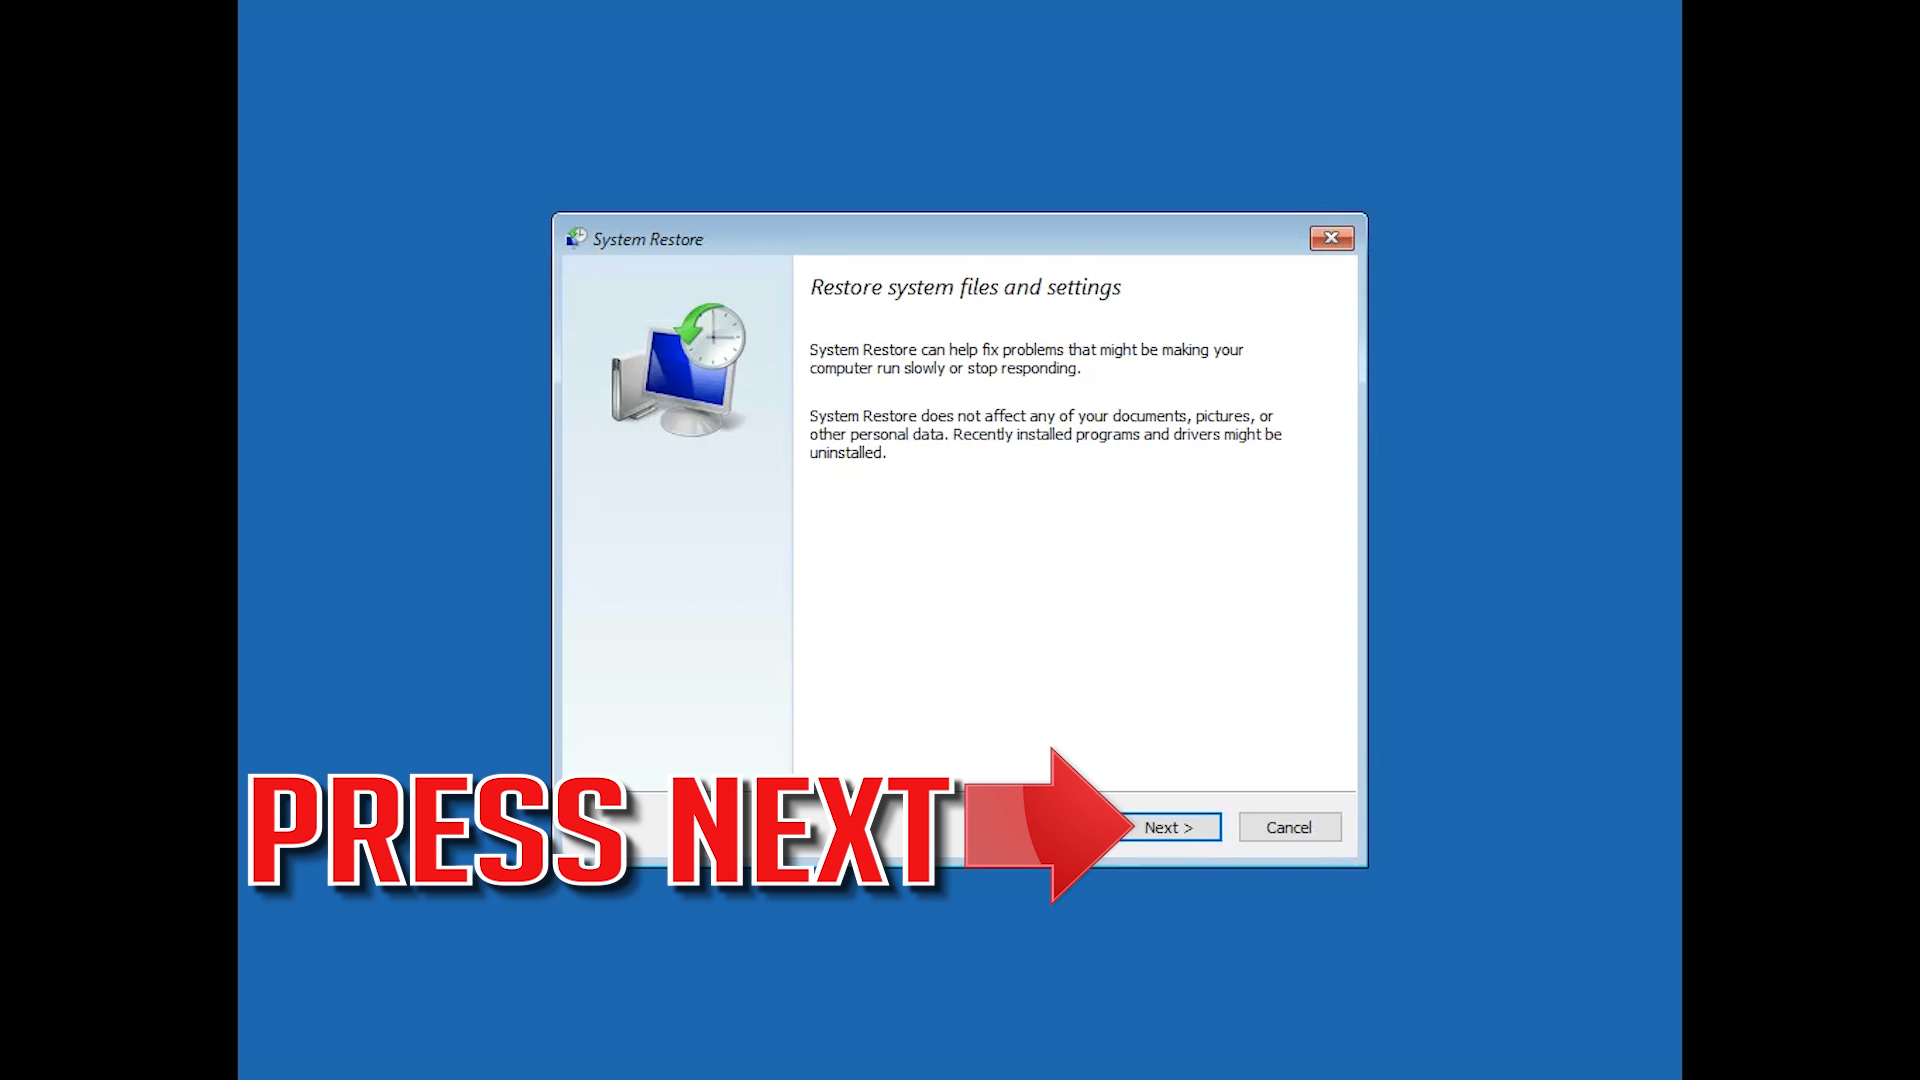 System Restore
Restore system files and settings
System Restore can help fix problems that might be making your
computer run slowly or stop responding.
System Restore does not affect any of your documents, pictures, or
other personal data. Recently installed programs and drivers might be
uninstalled.
PRESS NEXT
Next >
Cancel